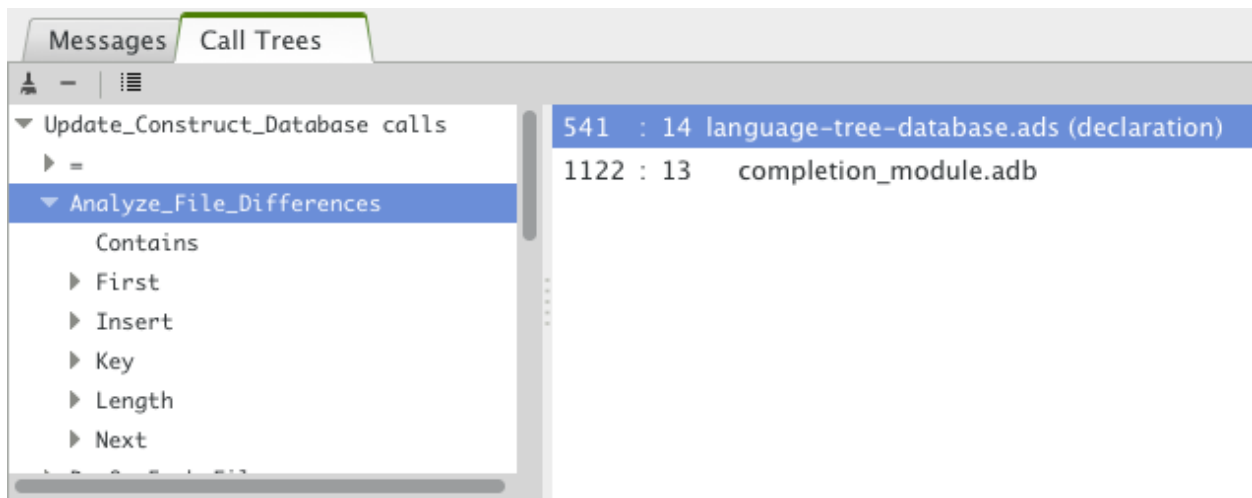 Messages Call Trees
Update_Construct_Database calls
=
Analyze_File_Differences
Contains
First
Insert
Key
Length
Next
541 : 14 language-tree-database.ads (declaration)
1122 : 13 completion_module.adb